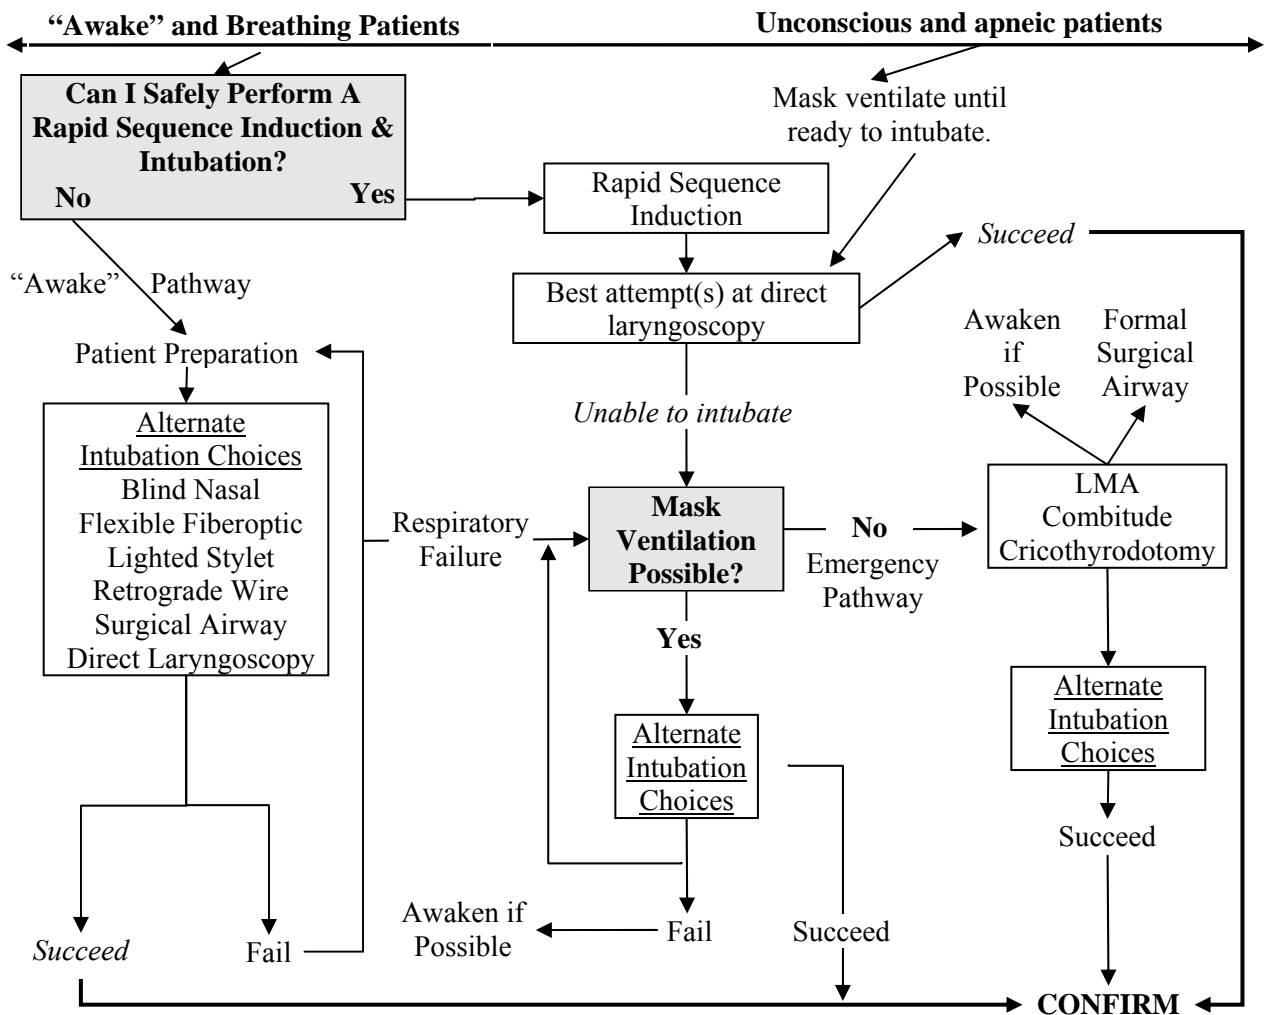 “Awake” and Breathing Patients
Unconscious and apneic patients
Can I Safely Perform A
Rapid Sequence Induction &
Intubation?
No
Yes
Mask ventilate until
ready to intubate.
Rapid Sequence
Induction
Succeed
“Awake” Pathway
Best attempt(s) at direct
laryngoscopy
Awaken
if
Possible
Formal
Surgical
Airway
Patient Preparation
Unable to intubate
Alternate
Intubation Choices
Blind Nasal
Flexible Fiberoptic
Lighted Stylet
Retrograde Wire
Surgical Airway
Direct Laryngoscopy
Respiratory
Failure
Mask
Ventilation
Possible?
No
Emergency
Pathway
LMA
Combitude
Cricothyrodotomy
Yes
Alternate
Intubation
Choices
Alternate
Intubation
Choices
Succeed
Succeed
Fail
Awaken if
Possible
Fail
Succeed
CONFIRM